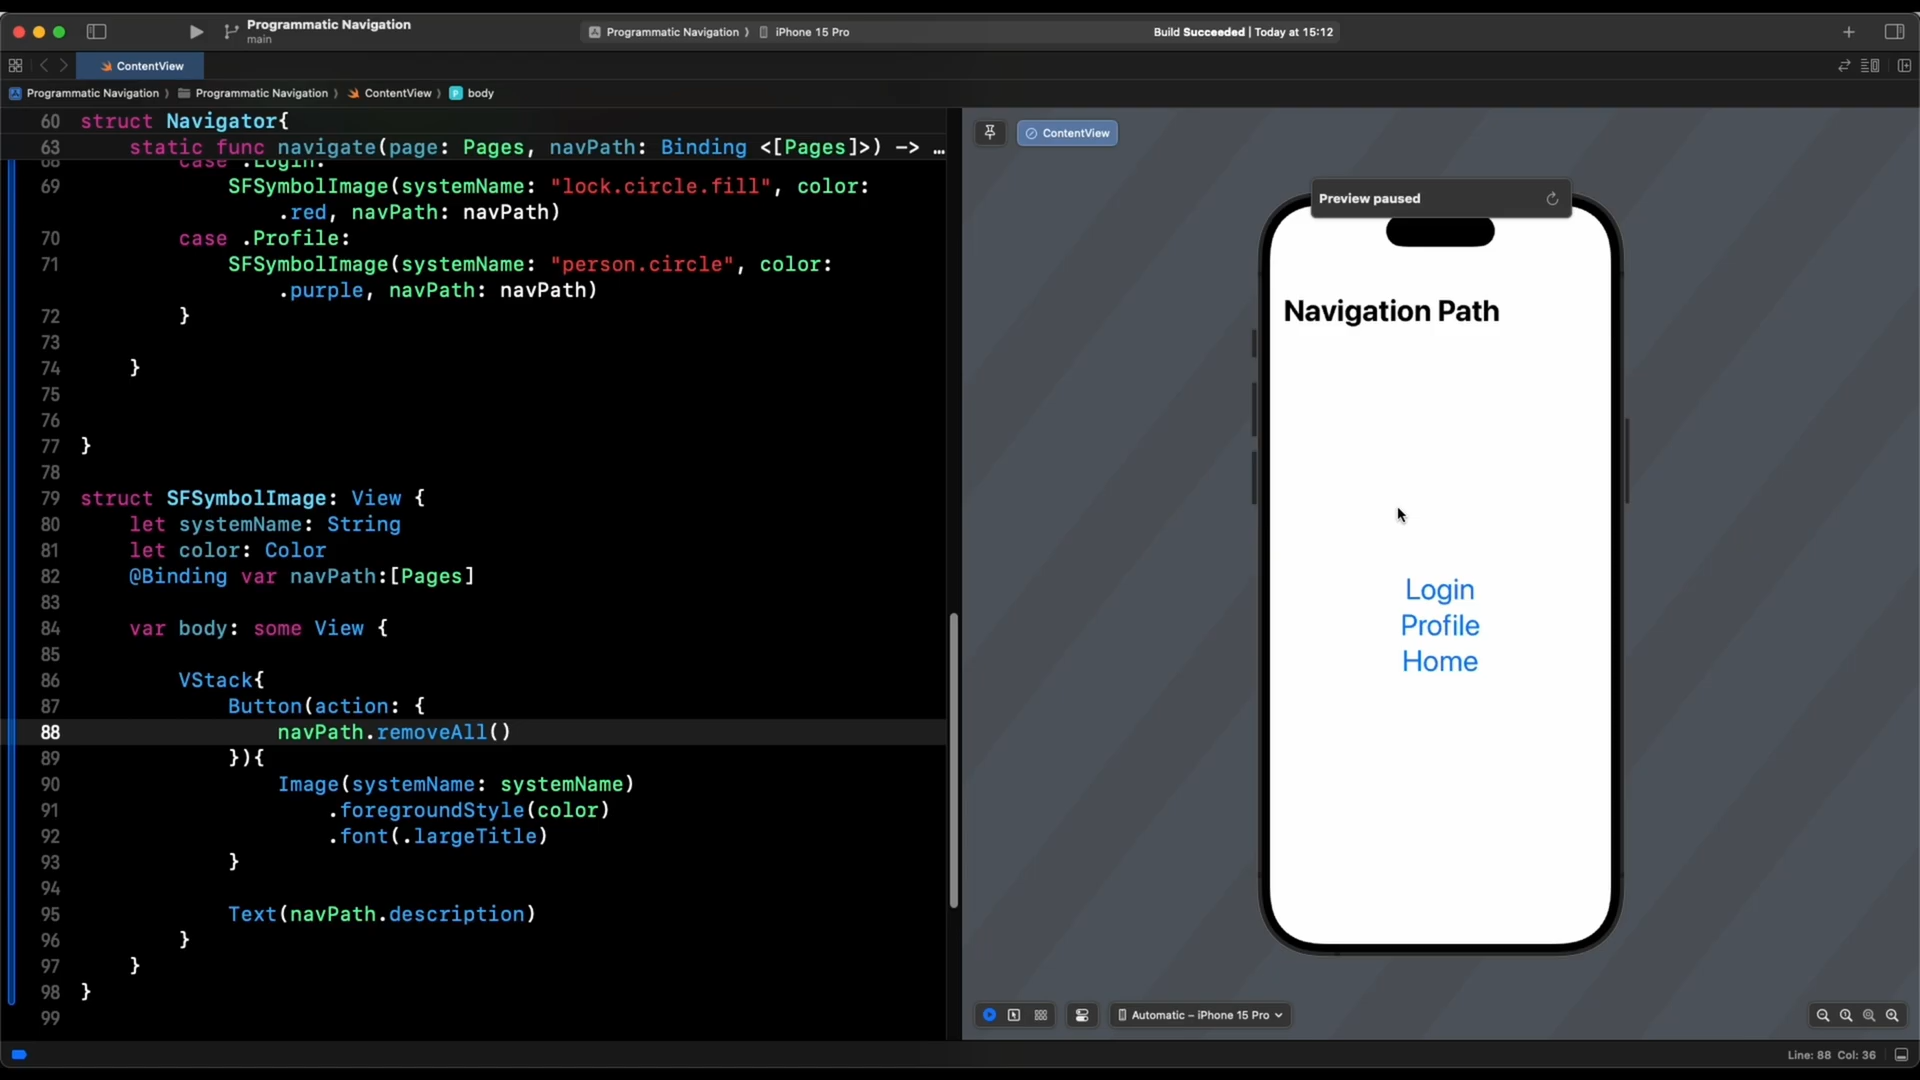 Programmatic Navigation
main
Programmatic Navigation 〉 iPhone 15 Pro
Build Succeeded | Today at 15:12
ContentView
Programmatic Navigation 〉 Programmatic Navigation 〉 ContentView 〉 P body
60 struct Navigator{
63 static func navigate(page: Pages, navPath: Binding <[Pages]>) -> …
68 case .Login:
69 SFSymbolImage(systemName: "lock.circle.fill", color:
.red, navPath: navPath)
70 case .Profile:
71 SFSymbolImage(systemName: "person.circle", color:
.purple, navPath: navPath)
72 }
73
74 }
75
76
77 }
78
79 struct SFSymbolImage: View {
80 let systemName: String
81 let color: Color
82 @Binding var navPath:[Pages]
83
84 var body: some View {
85
86 VStack{
87 Button(action: {
88 navPath.removeAll()
89 }){
90 Image(systemName: systemName)
91 .foregroundStyle(color)
92 .font(.largeTitle)
93 }
94
95 Text(navPath.description)
96 }
97 }
98 }
99
ContentView
Preview paused
Navigation Path
Login
Profile
Home
Automatic – iPhone 15 Pro
Line: 88 Col: 36